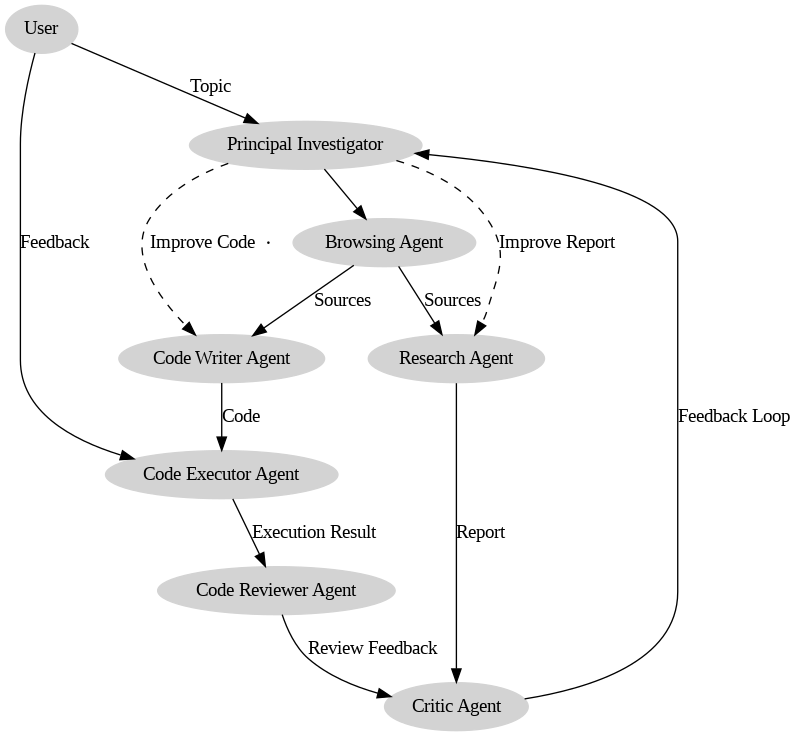 User
Topic
Principal Investigator
Feedback
Improve Code
Browsing Agent
Improve Report
Sources
Sources
Code Writer Agent
Research Agent
Code
Feedback Loop
Code Executor Agent
Execution Result
Report
Code Reviewer Agent
Review Feedback
Critic Agent